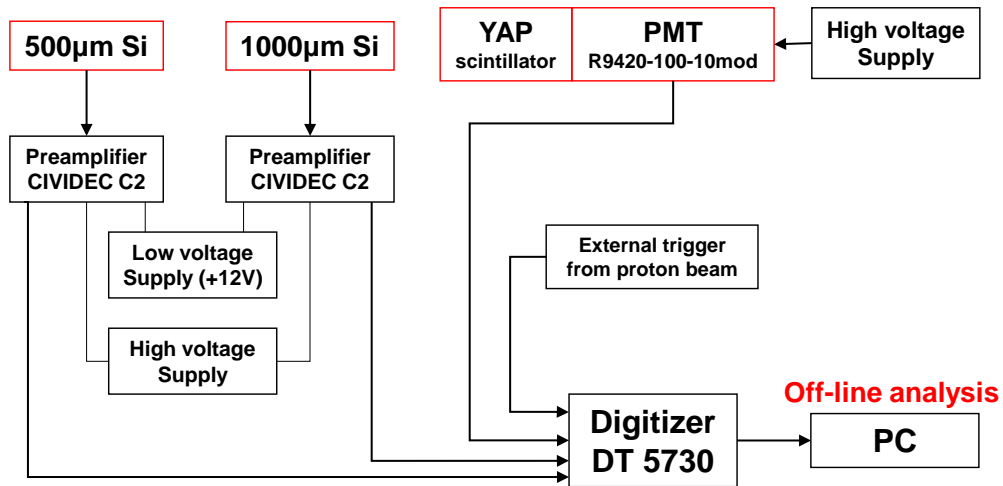 500μm Si
1000μm Si
YAP
scintillator
PMT
R9420-100-10mod
High voltage
Supply
Preamplifier
CIVIDEC C2
Preamplifier
CIVIDEC C2
Low voltage
Supply (+12V)
External trigger
from proton beam
High voltage
Supply
Off-line analysis
Digitizer
DT 5730
PC